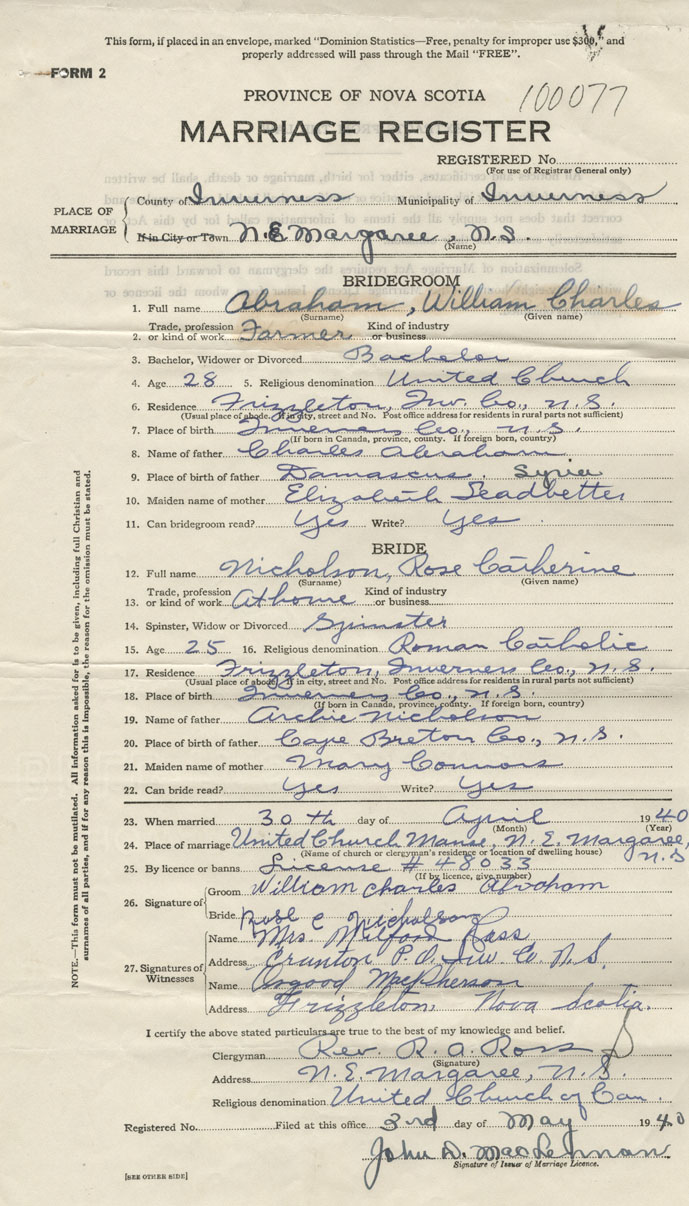 This form, if placed in an envelope, marked "Dominion Statistics—Free, penalty for improper use $300," and
properly addressed will pass through the Mail "FREE".
FORM 2
PROVINCE OF NOVA SCOTIA 100077
MARRIAGE REGISTER
REGISTERED No.
(For use of Registrar General only)
PLACE OF MARRIAGE
County of Inverness Municipality of Inverness
If in City or Town N.E. Margaree, N.S.
(Name)
BRIDEGROOM
1. Full name Abraham, William Charles
(Surname) (Given name)
2. Trade, profession or kind of work Farmer Kind of industry or business
3. Bachelor, Widower or Divorced Bachelor
4. Age 28 5. Religious denomination United Church
6. Residence Frizzleton, Inv. Co., N.S.
(Usual place of abode. If in city, street and No. Post office address for residents in rural parts not sufficient)
7. Place of birth Inverness Co., N.S.
(If born in Canada, province, county. If foreign born, country)
8. Name of father Charles Abraham
9. Place of birth of father Damascus Syria
10. Maiden name of mother Elizabeth Leadbetter
11. Can bridegroom read? Yes Write? Yes
BRIDE
12. Full name Nicholson, Rose Catherine
(Surname) (Given name)
13. Trade, profession or kind of work At home Kind of industry or business
14. Spinster, Widow or Divorced Spinster
15. Age 25 16. Religious denomination Roman Catholic
17. Residence Frizzleton, Inverness Co., N.S.
(Usual place of abode. If in city, street and No. Post office address for residents in rural parts not sufficient)
18. Place of birth Inverness Co., N.S.
(If born in Canada, province, county. If foreign born, country)
19. Name of father Archie Nicholson
20. Place of birth of father Cape Breton Co., N.S.
21. Maiden name of mother Mary Connors
22. Can bride read? Yes Write? Yes
23. When married 30th day of April 1940
(Month) (Year)
24. Place of marriage United Church Manse, N.E. Margaree, N.S
(Name of church or clergyman's residence or location of dwelling house)
25. By licence or banns License # 48033
(If by licence, give number)
26. Signature of
Groom William Charles Abraham
Bride Rose C Nicholson
27. Signatures of Witnesses
Name Mrs. Milford Ross
Address P.O. Inv Co N.S.
Name Osgood MacPherson
Address Frizzleton, Nova Scotia.
I certify the above stated particulars are true to the best of my knowledge and belief.
Clergyman Rev. R. A. Ross
(Signature)
Address N.E. Margaree, N.S.
Religious denomination United Church of Can.
Registered No. Filed at this office 3rd day of May 1940
John D. MacLennan
Signature of Issuer of Marriage Licence.
[SEE OTHER SIDE]
NOTE.—This form must not be mutilated. All information asked for is to be given, including full Christian and
surnames of all parties, and if for any reason this is impossible, the reason for the omission must be stated.